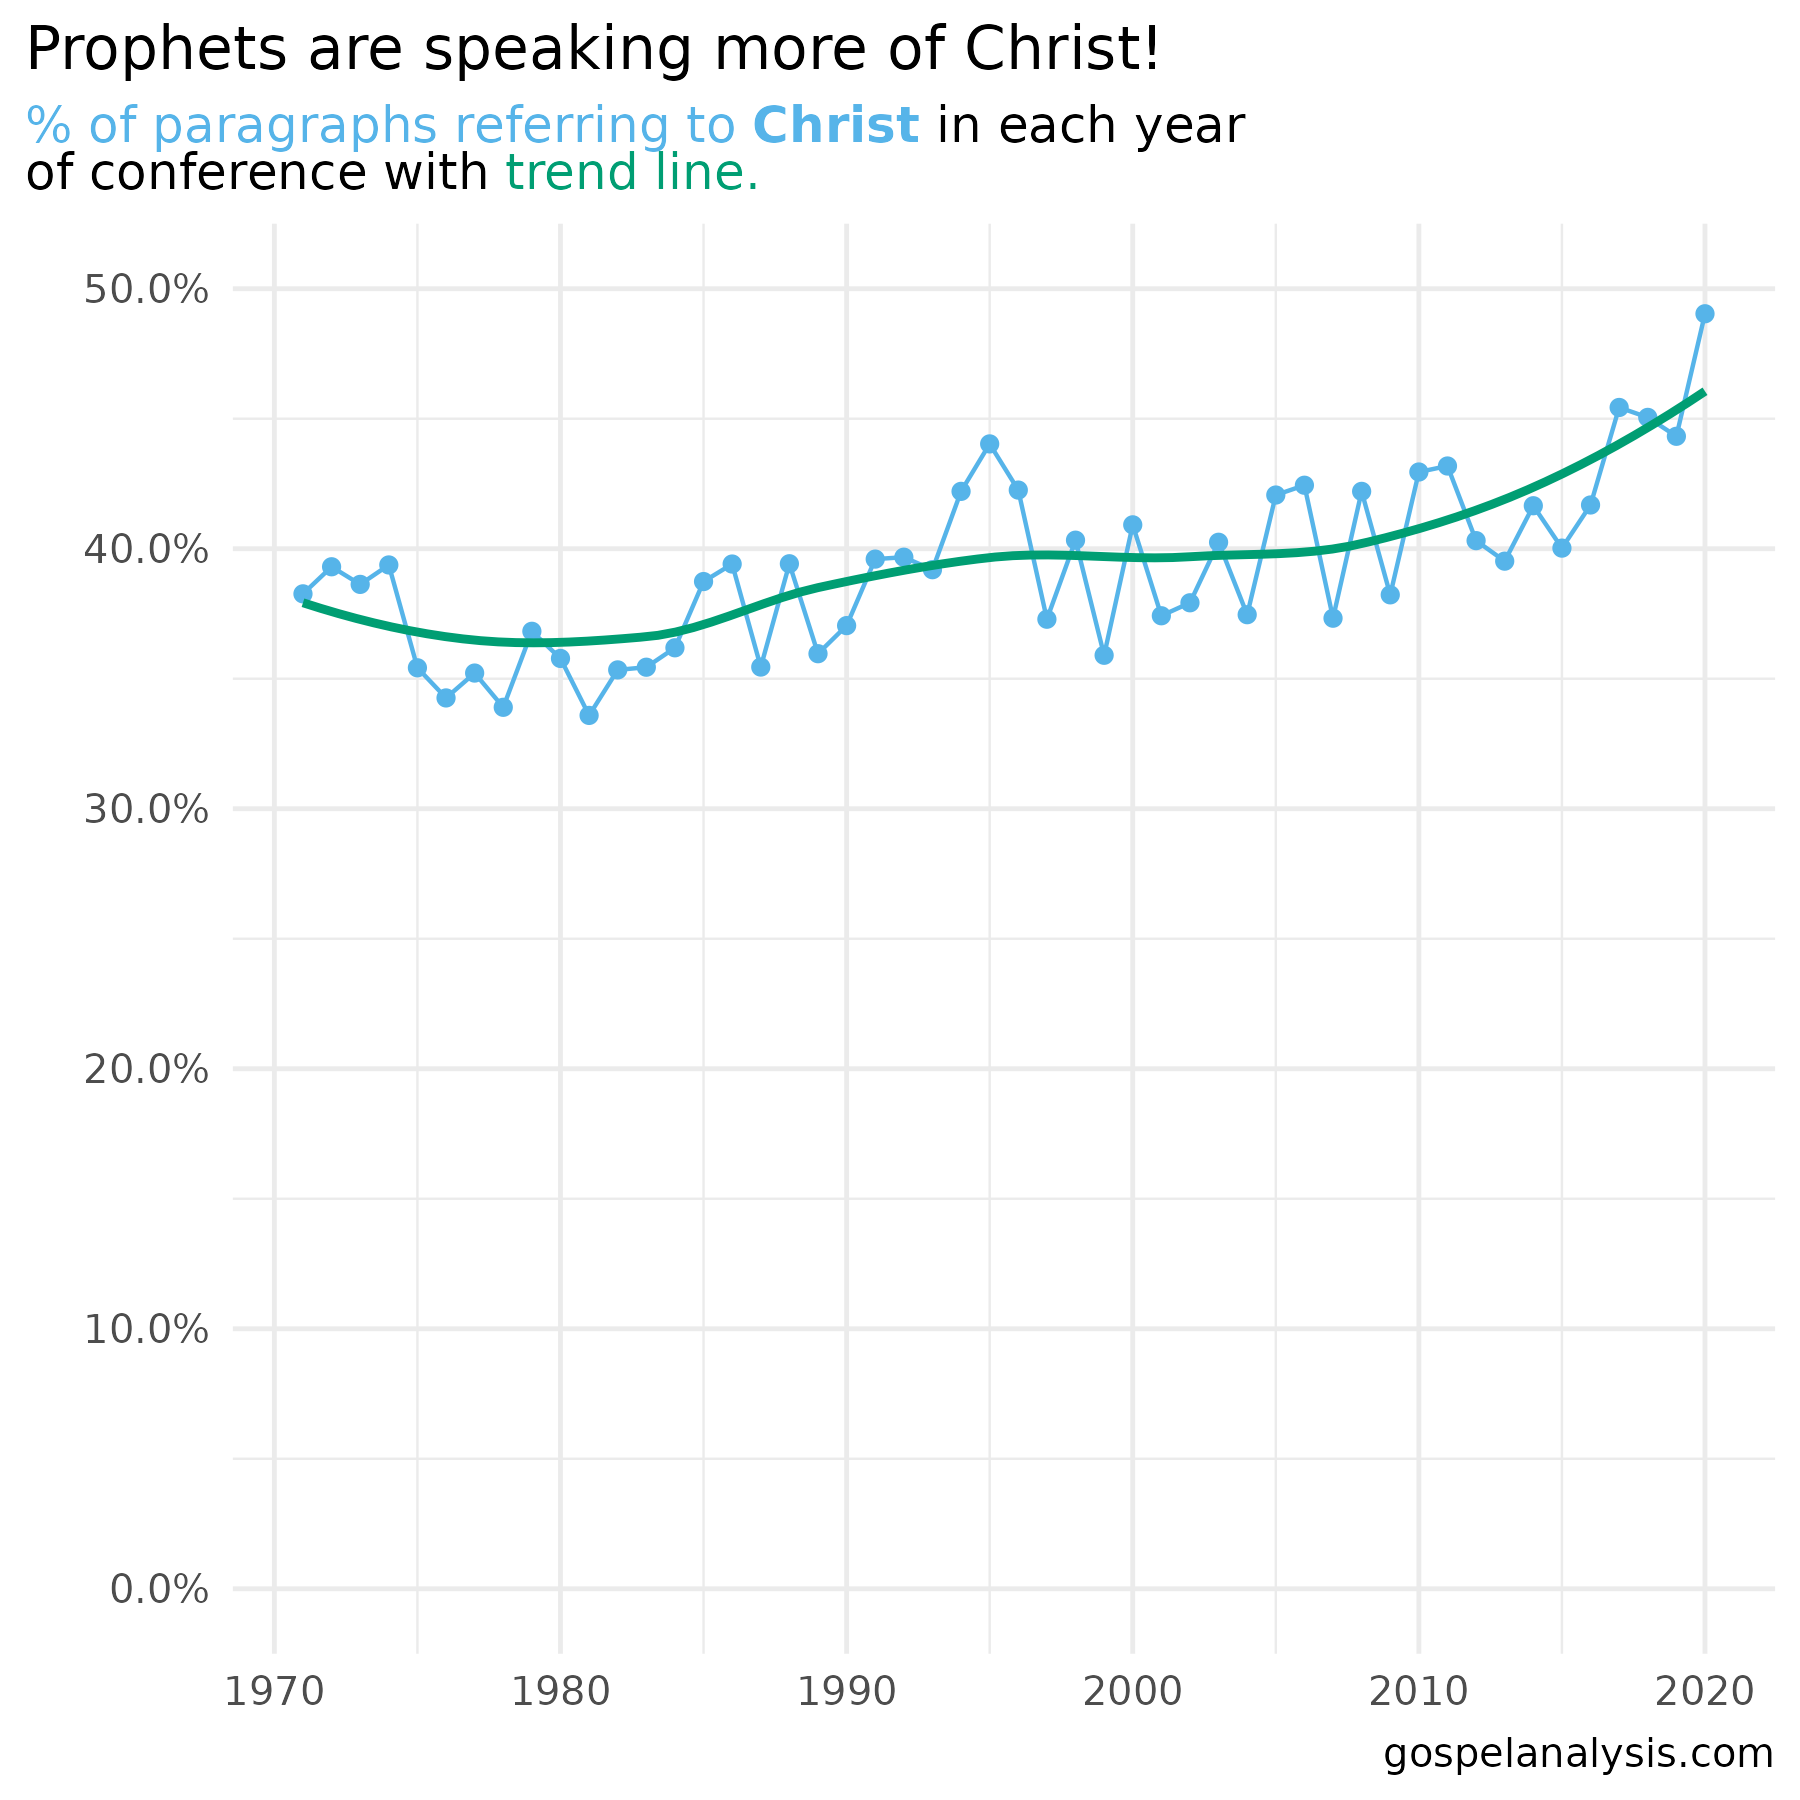 Prophets are speaking more of Christ!
% of paragraphs referring to Christ in each year
of conference with trend line.
50.0%
40.0%
30.0%
20.0%
10.0%
0.0%
1970 1980 1990 2000 2010 2020
gospelanalysis.com